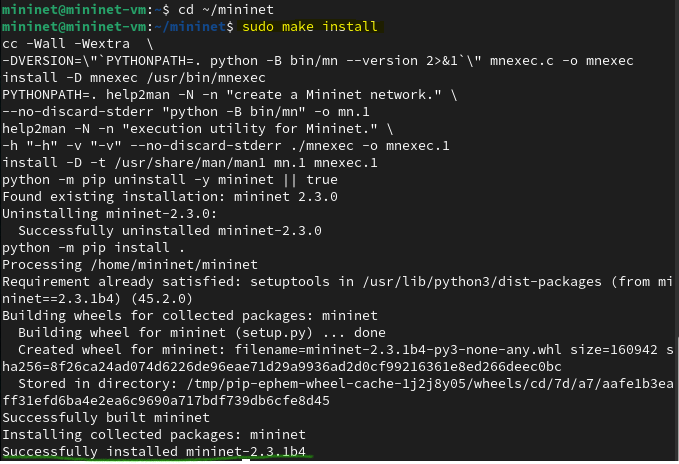 mininet@mininet-vm:~$ cd ~/mininet
mininet@mininet-vm:~/mininet$ sudo make install
cc -Wall -Wextra  \
-DVERSION=\"`PYTHONPATH=. python -B bin/mn --version 2>&1`\" mnexec.c -o mnexec
install -D mnexec /usr/bin/mnexec
PYTHONPATH=. help2man -N -n "create a Mininet network." \
--no-discard-stderr "python -B bin/mn" -o mn.1
help2man -N -n "execution utility for Mininet." \
-h "-h" -v "-v" --no-discard-stderr ./mnexec -o mnexec.1
install -D -t /usr/share/man/man1 mn.1 mnexec.1
python -m pip uninstall -y mininet || true
Found existing installation: mininet 2.3.0
Uninstalling mininet-2.3.0:
  Successfully uninstalled mininet-2.3.0
python -m pip install .
Processing /home/mininet/mininet
Requirement already satisfied: setuptools in /usr/lib/python3/dist-packages (from mi
ninet==2.3.1b4) (45.2.0)
Building wheels for collected packages: mininet
  Building wheel for mininet (setup.py) ... done
  Created wheel for mininet: filename=mininet-2.3.1b4-py3-none-any.whl size=160942 s
ha256=8f26ca24ad074d6226de96eae71d29a9936ad2d0cf99216361e8ed266deec0bc
  Stored in directory: /tmp/pip-ephem-wheel-cache-1j2j8y05/wheels/cd/7d/a7/aafe1b3ea
ff31efd6ba4e2ea6c9690a717bdf739db6cfe8d45
Successfully built mininet
Installing collected packages: mininet
Successfully installed mininet-2.3.1b4